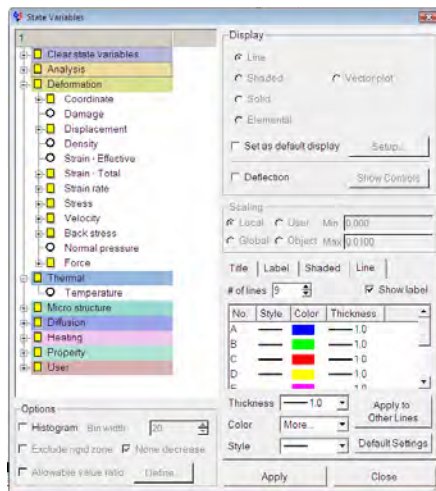 State Variables
1
Clear state variables
Analysis
Deformation
Coordinate
Damage
Displacement
Density
Strain - Effective
Strain - Total
Strain rate
Stress
Velocity
Back stress
Normal pressure
Force
Thermal
Temperature
Micro structure
Diffusion
Heating
Property
User
Options
Histogram Bin width 20
Exclude rigid zone None decrease
Allowable value ratio Define...
Display
Line
Shaded Vector plot
Solid
Elemental
Set as default display Setup...
Deflection Show Controls
Scaling
Local User Min 0.000
Global Object Max 0.0100
Title Label Shaded Line
# of lines 9 Show label
No. Style Color Thickness
A 1.0
B 1.0
C 1.0
D 1.0
Thickness 1.0 Apply to Other Lines
Color More...
Style Default Settings
Apply Close